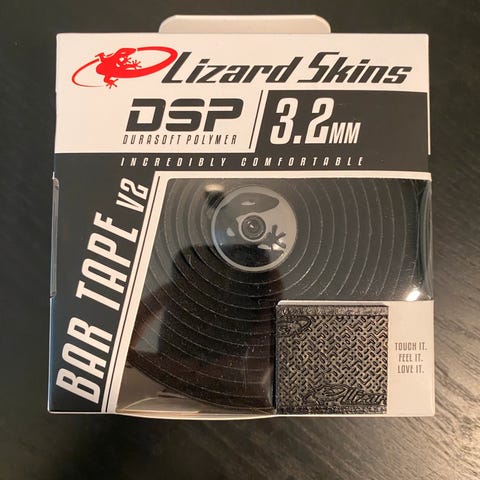 Lizard Skins
DSP
DURASOFT POLYMER
3.2MM
INCREDIBLY COMFORTABLE
BAR TAPE V2
TOUCH IT.
FEEL IT.
LOVE IT.